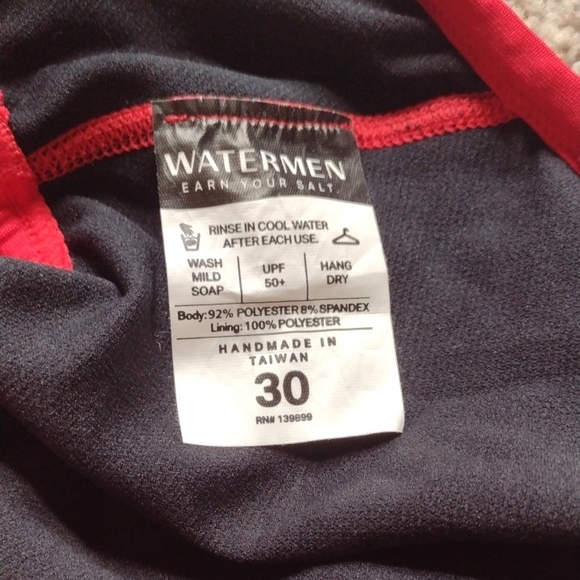 WATERMEN
EARN YOUR SALT
RINSE IN COOL WATER
AFTER EACH USE.
WASH
MILD
SOAP
UPF
50+
HANG
DRY
Body: 92% POLYESTER 8% SPANDEX
Lining: 100% POLYESTER
HANDMADE IN
TAIWAN
30
RN# 139899